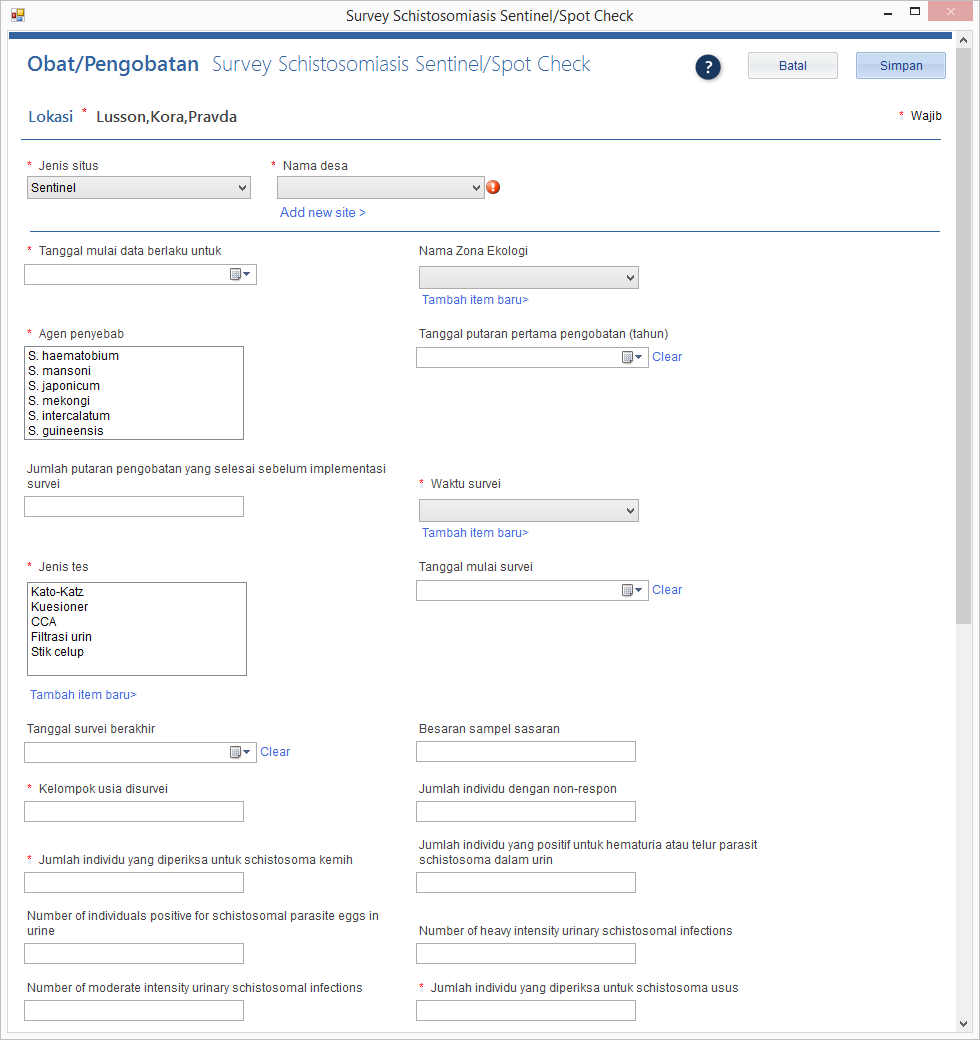 Survey Schistosomiasis Sentinel/Spot Check
Obat/Pengobatan Survey Schistosomiasis Sentinel/Spot Check
? Batal Simpan
Lokasi * Lusson,Kora,Pravda
* Wajib
* Jenis situs
* Nama desa
Sentinel
Add new site >
* Tanggal mulai data berlaku untuk
Nama Zona Ekologi
Tambah item baru>
* Agen penyebab
Tanggal putaran pertama pengobatan (tahun)
Clear
S. haematobium
S. mansoni
S. japonicum
S. mekongi
S. intercalatum
S. guineensis
Jumlah putaran pengobatan yang selesai sebelum implementasi
survei
* Waktu survei
Tambah item baru>
* Jenis tes
Tanggal mulai survei
Clear
Kato-Katz
Kuesioner
CCA
Filtrasi urin
Stik celup
Tambah item baru>
Tanggal survei berakhir
Clear
Besaran sampel sasaran
* Kelompok usia disurvei
Jumlah individu dengan non-respon
* Jumlah individu yang diperiksa untuk schistosoma kemih
Jumlah individu yang positif untuk hematuria atau telur parasit
schistosoma dalam urin
Number of individuals positive for schistosomal parasite eggs in
urine
Number of heavy intensity urinary schistosomal infections
Number of moderate intensity urinary schistosomal infections
* Jumlah individu yang diperiksa untuk schistosoma usus